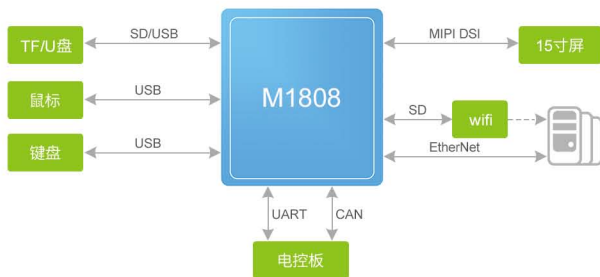 TF/U盘
SD/USB
鼠标
USB
键盘
USB
M1808
MIPI DSI
15寸屏
SD
wifi
EtherNet
UART
CAN
电控板